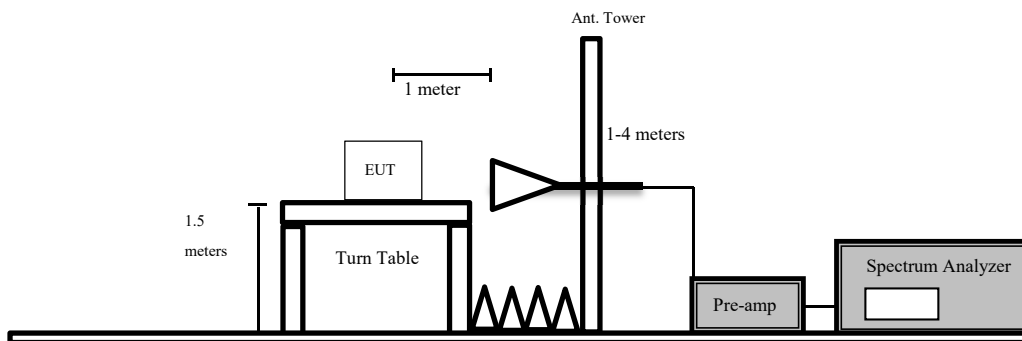 Ant. Tower
1 meter
1-4 meters
EUT
1.5
meters
Turn Table
Spectrum Analyzer
Pre-amp